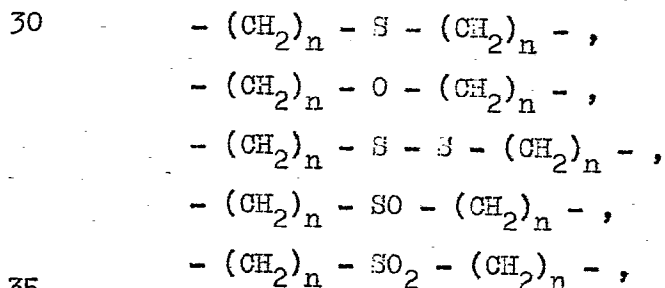 30 - (CH₂)ₙ - S - (CH₂)ₙ - ,
- (CH₂)ₙ - O - (CH₂)ₙ - ,
- (CH₂)ₙ - S - S - (CH₂)ₙ - ,
- (CH₂)ₙ - SO - (CH₂)ₙ - ,
35 - (CH₂)ₙ - SO₂ - (CH₂)ₙ - ,